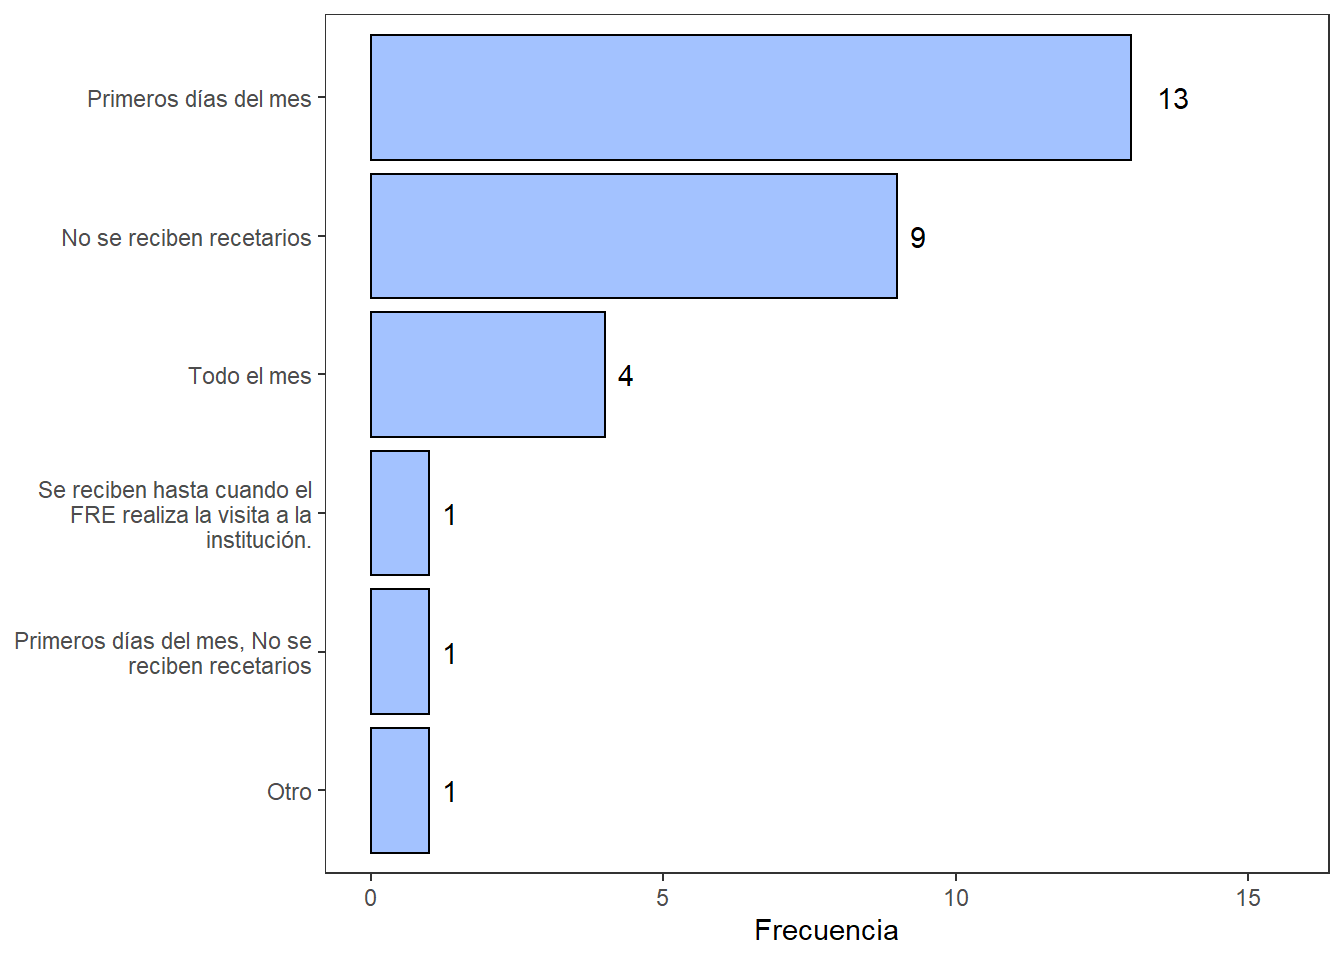 Primeros días del mes
13
No se reciben recetarios
9
Todo el mes
4
Se reciben hasta cuando el
FRE realiza la visita a la
institución.
1
Primeros días del mes, No se
reciben recetarios
1
Otro
1
0 5 10 15
Frecuencia